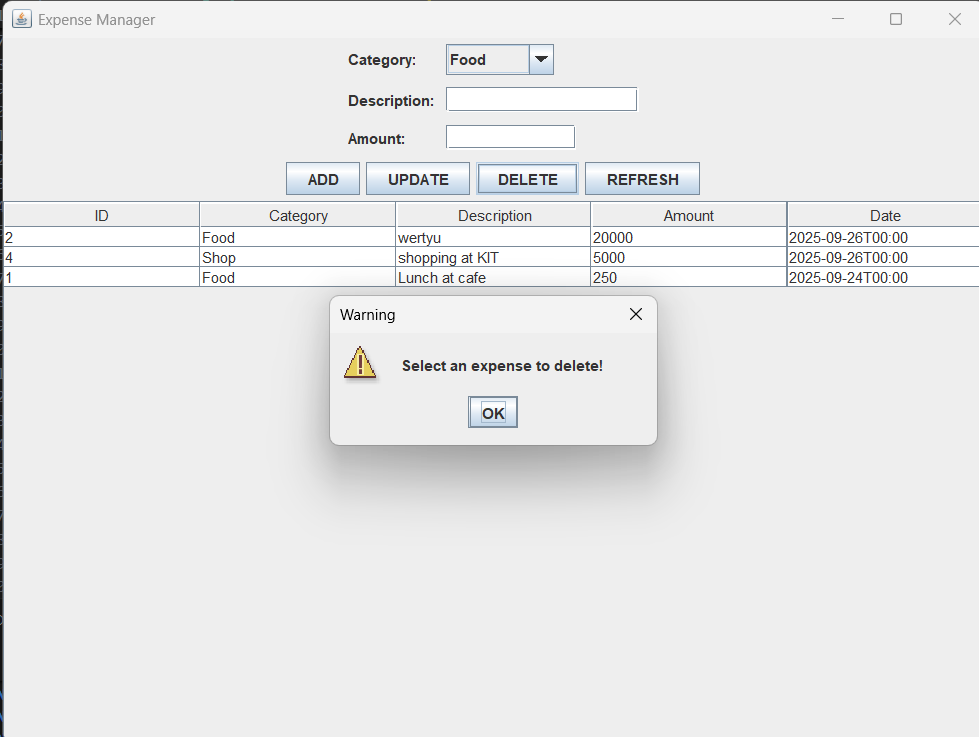 Expense Manager
Category: Food
Description:
Amount:
ADD UPDATE DELETE REFRESH
ID Category Description Amount Date
2 Food wertyu 20000 2025-09-26T00:00
4 Shop shopping at KIT 5000 2025-09-26T00:00
1 Food Lunch at cafe 250 2025-09-24T00:00
Warning
Select an expense to delete!
OK